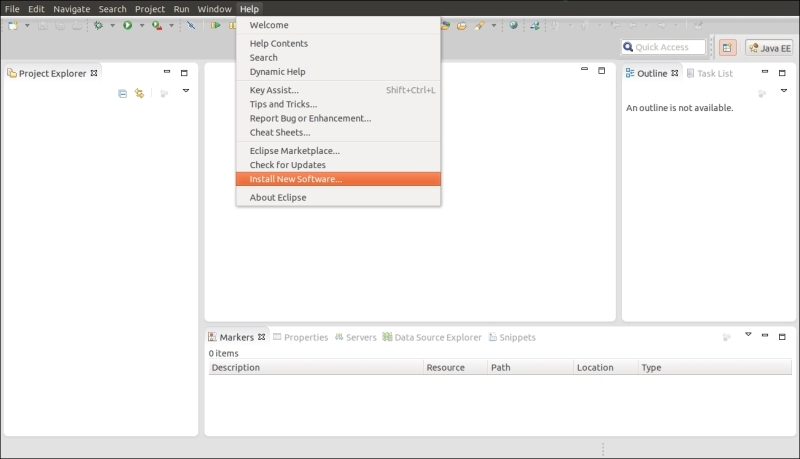 File Edit Navigate Search Project Run Window Help
Welcome
Help Contents
Search
Dynamic Help
Key Assist... Shift+Ctrl+L
Tips and Tricks...
Report Bug or Enhancement...
Cheat Sheets...
Eclipse Marketplace...
Check for Updates
Install New Software...
About Eclipse
Quick Access
Java EE
Project Explorer
Outline Task List
An outline is not available.
Markers Properties Servers Data Source Explorer Snippets
0 items
Description Resource Path Location Type